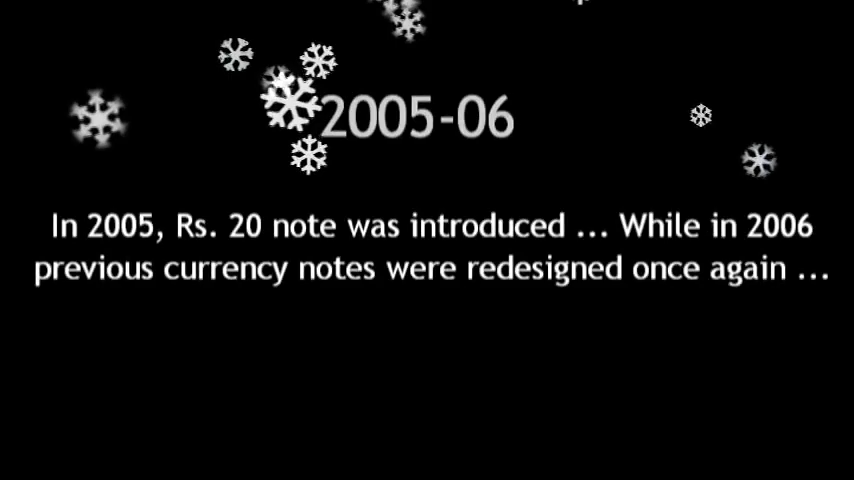 2005-06
In 2005, Rs. 20 note was introduced ... While in 2006
previous currency notes were redesigned once again ...